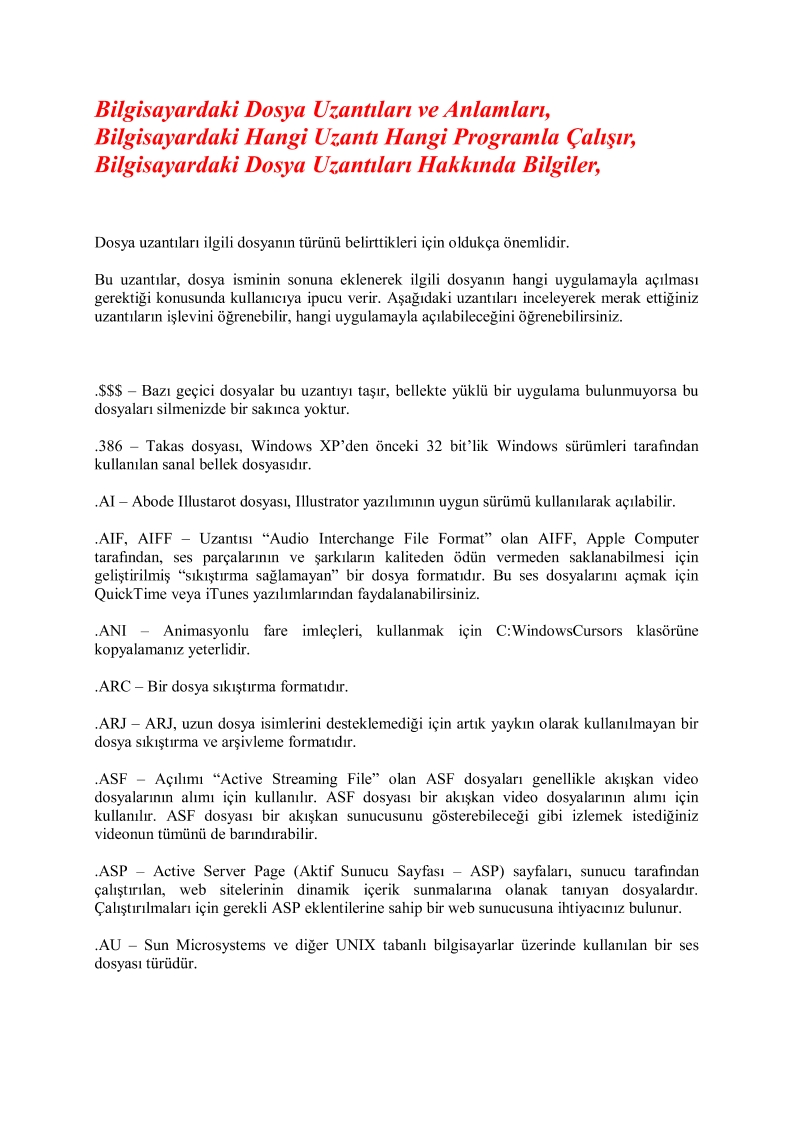 Bilgisayardaki Dosya Uzantıları ve Anlamları,
Bilgisayardaki Hangi Uzantı Hangi Programla Çalışır,
Bilgisayardaki Dosya Uzantıları Hakkında Bilgiler,
Dosya uzantıları ilgili dosyanın türünü belirttikleri için oldukça önemlidir.
Bu uzantılar, dosya isminin sonuna eklenerek ilgili dosyanın hangi uygulamayla açılması
gerektiği konusunda kullanıcıya ipucu verir. Aşağıdaki uzantıları inceleyerek merak ettiğiniz
uzantıların işlevini öğrenebilir, hangi uygulamayla açılabileceğini öğrenebilirsiniz.
.$$$ – Bazı geçici dosyalar bu uzantıyı taşır, bellekte yüklü bir uygulama bulunmuyorsa bu
dosyaları silmenizde bir sakınca yoktur.
.386 – Takas dosyası, Windows XP’den önceki 32 bit’lik Windows sürümleri tarafından
kullanılan sanal bellek dosyasıdır.
.AI – Abode Illustarot dosyası, Illustrator yazılımının uygun sürümü kullanılarak açılabilir.
.AIF, AIFF – Uzantısı “Audio Interchange File Format” olan AIFF, Apple Computer
tarafından, ses parçalarının ve şarkıların kaliteden ödün vermeden saklanabilmesi için
geliştirilmiş “sıkıştırma sağlamayan” bir dosya formatıdır. Bu ses dosyalarını açmak için
QuickTime veya iTunes yazılımlarından faydalanabilirsiniz.
.ANI – Animasyonlu fare imleçleri, kullanmak için C:WindowsCursors klasörüne
kopyalamanız yeterlidir.
.ARC – Bir dosya sıkıştırma formatıdır.
.ARJ – ARJ, uzun dosya isimlerini desteklemediği için artık yaykın olarak kullanılmayan bir
dosya sıkıştırma ve arşivleme formatıdır.
.ASF – Açılımı “Active Streaming File” olan ASF dosyaları genellikle akışkan video
dosyalarının alımı için kullanılır. ASF dosyası bir akışkan video dosyalarının alımı için
kullanılır. ASF dosyası bir akışkan sunucusunu gösterebileceği gibi izlemek istediğiniz
videonun tümünü de barındırabilir.
.ASP – Active Server Page (Aktif Sunucu Sayfası – ASP) sayfaları, sunucu tarafından
çalıştırılan, web sitelerinin dinamik içerik sunmalarına olanak tanıyan dosyalardır.
Çalıştırılmaları için gerekli ASP eklentilerine sahip bir web sunucusuna ihtiyacınız bulunur.
.AU – Sun Microsystems ve diğer UNIX tabanlı bilgisayarlar üzerinde kullanılan bir ses
dosyası türüdür.